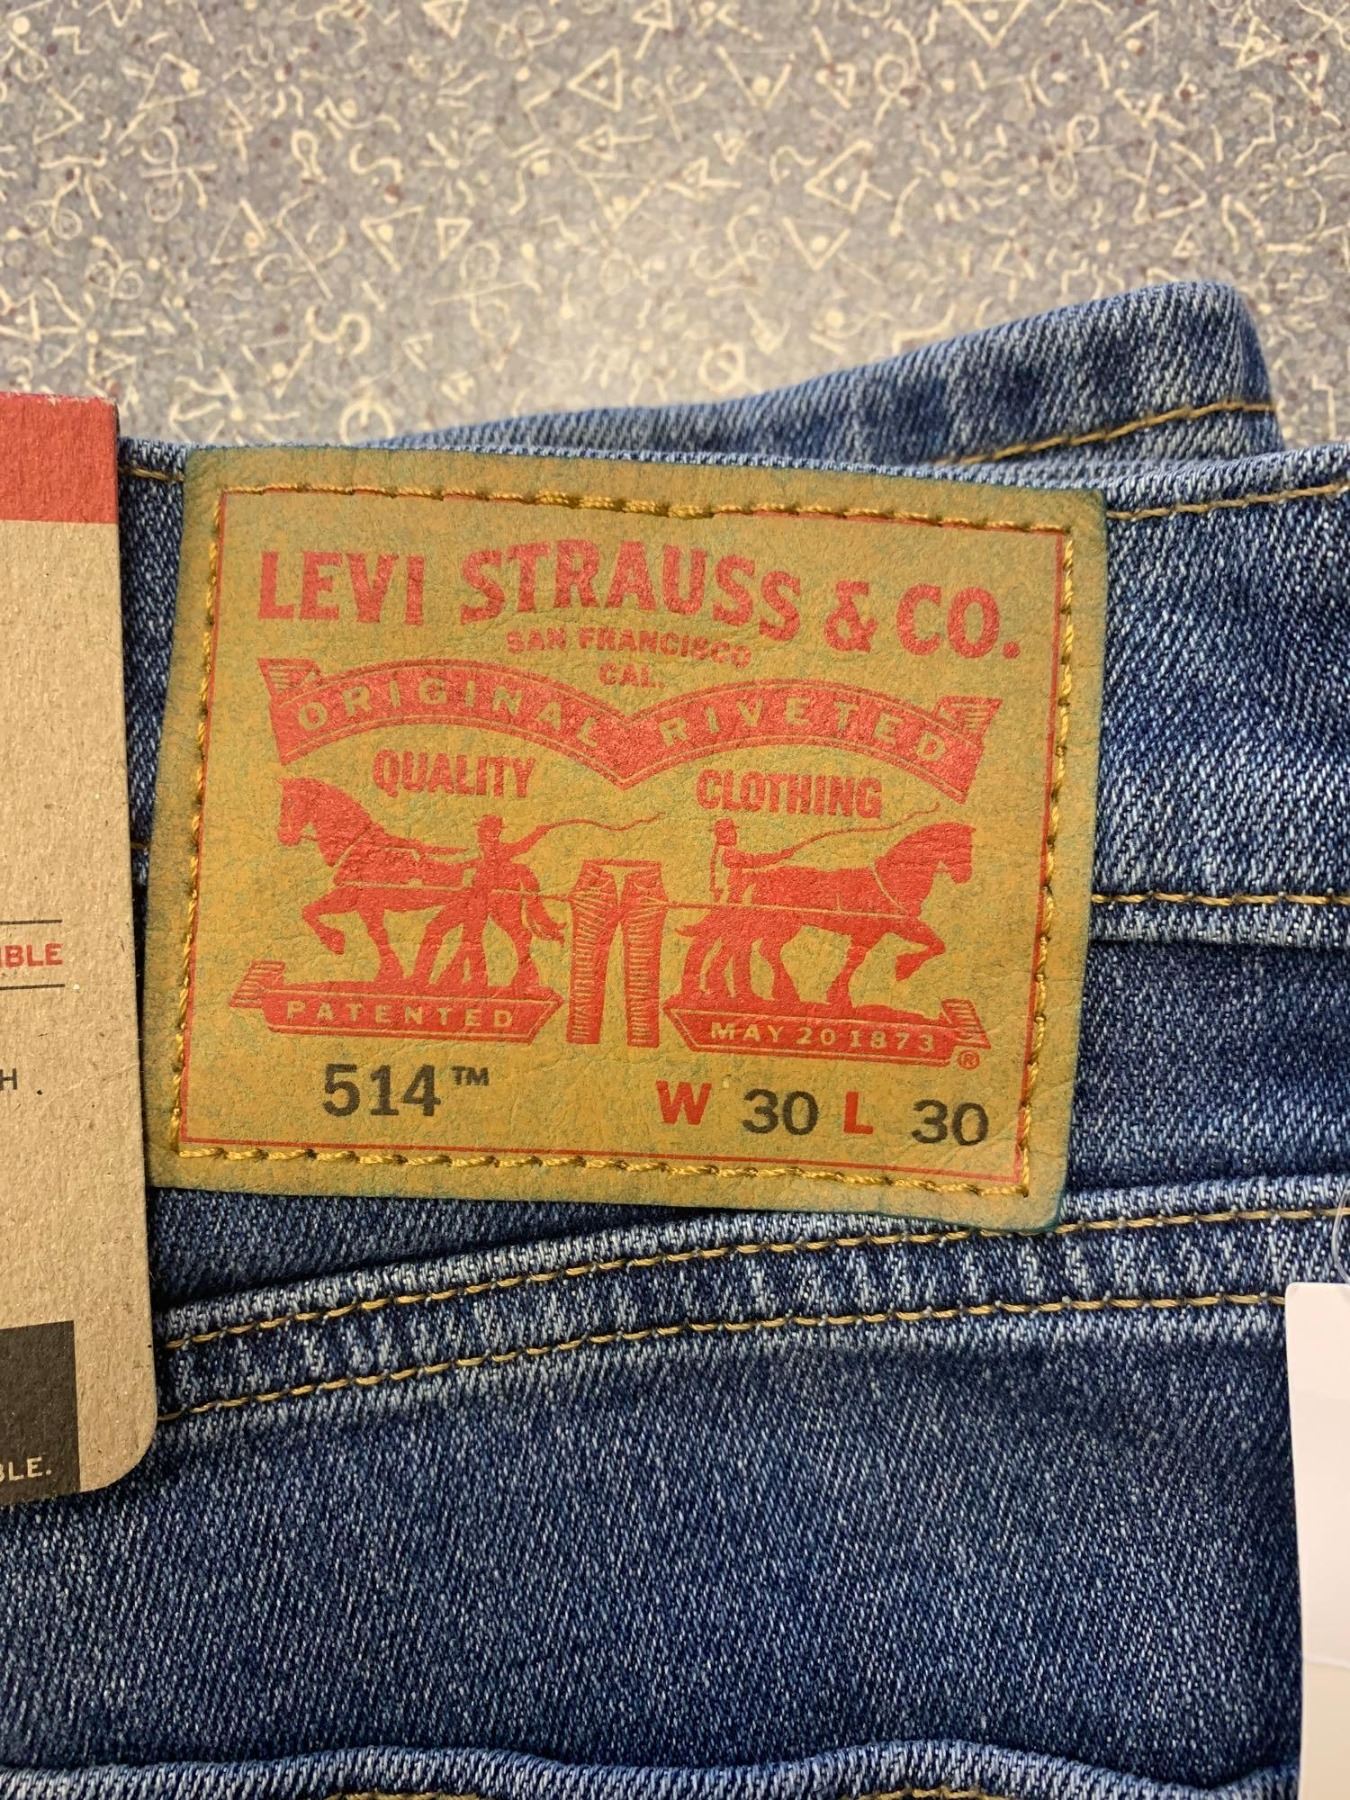 LEVI STRAUSS & CO.
SAN FRANCISCO
CAL.
ORIGINAL RIVETED
QUALITY CLOTHING
PATENTED MAY 20 1873 ®
514™ W 30 L 30